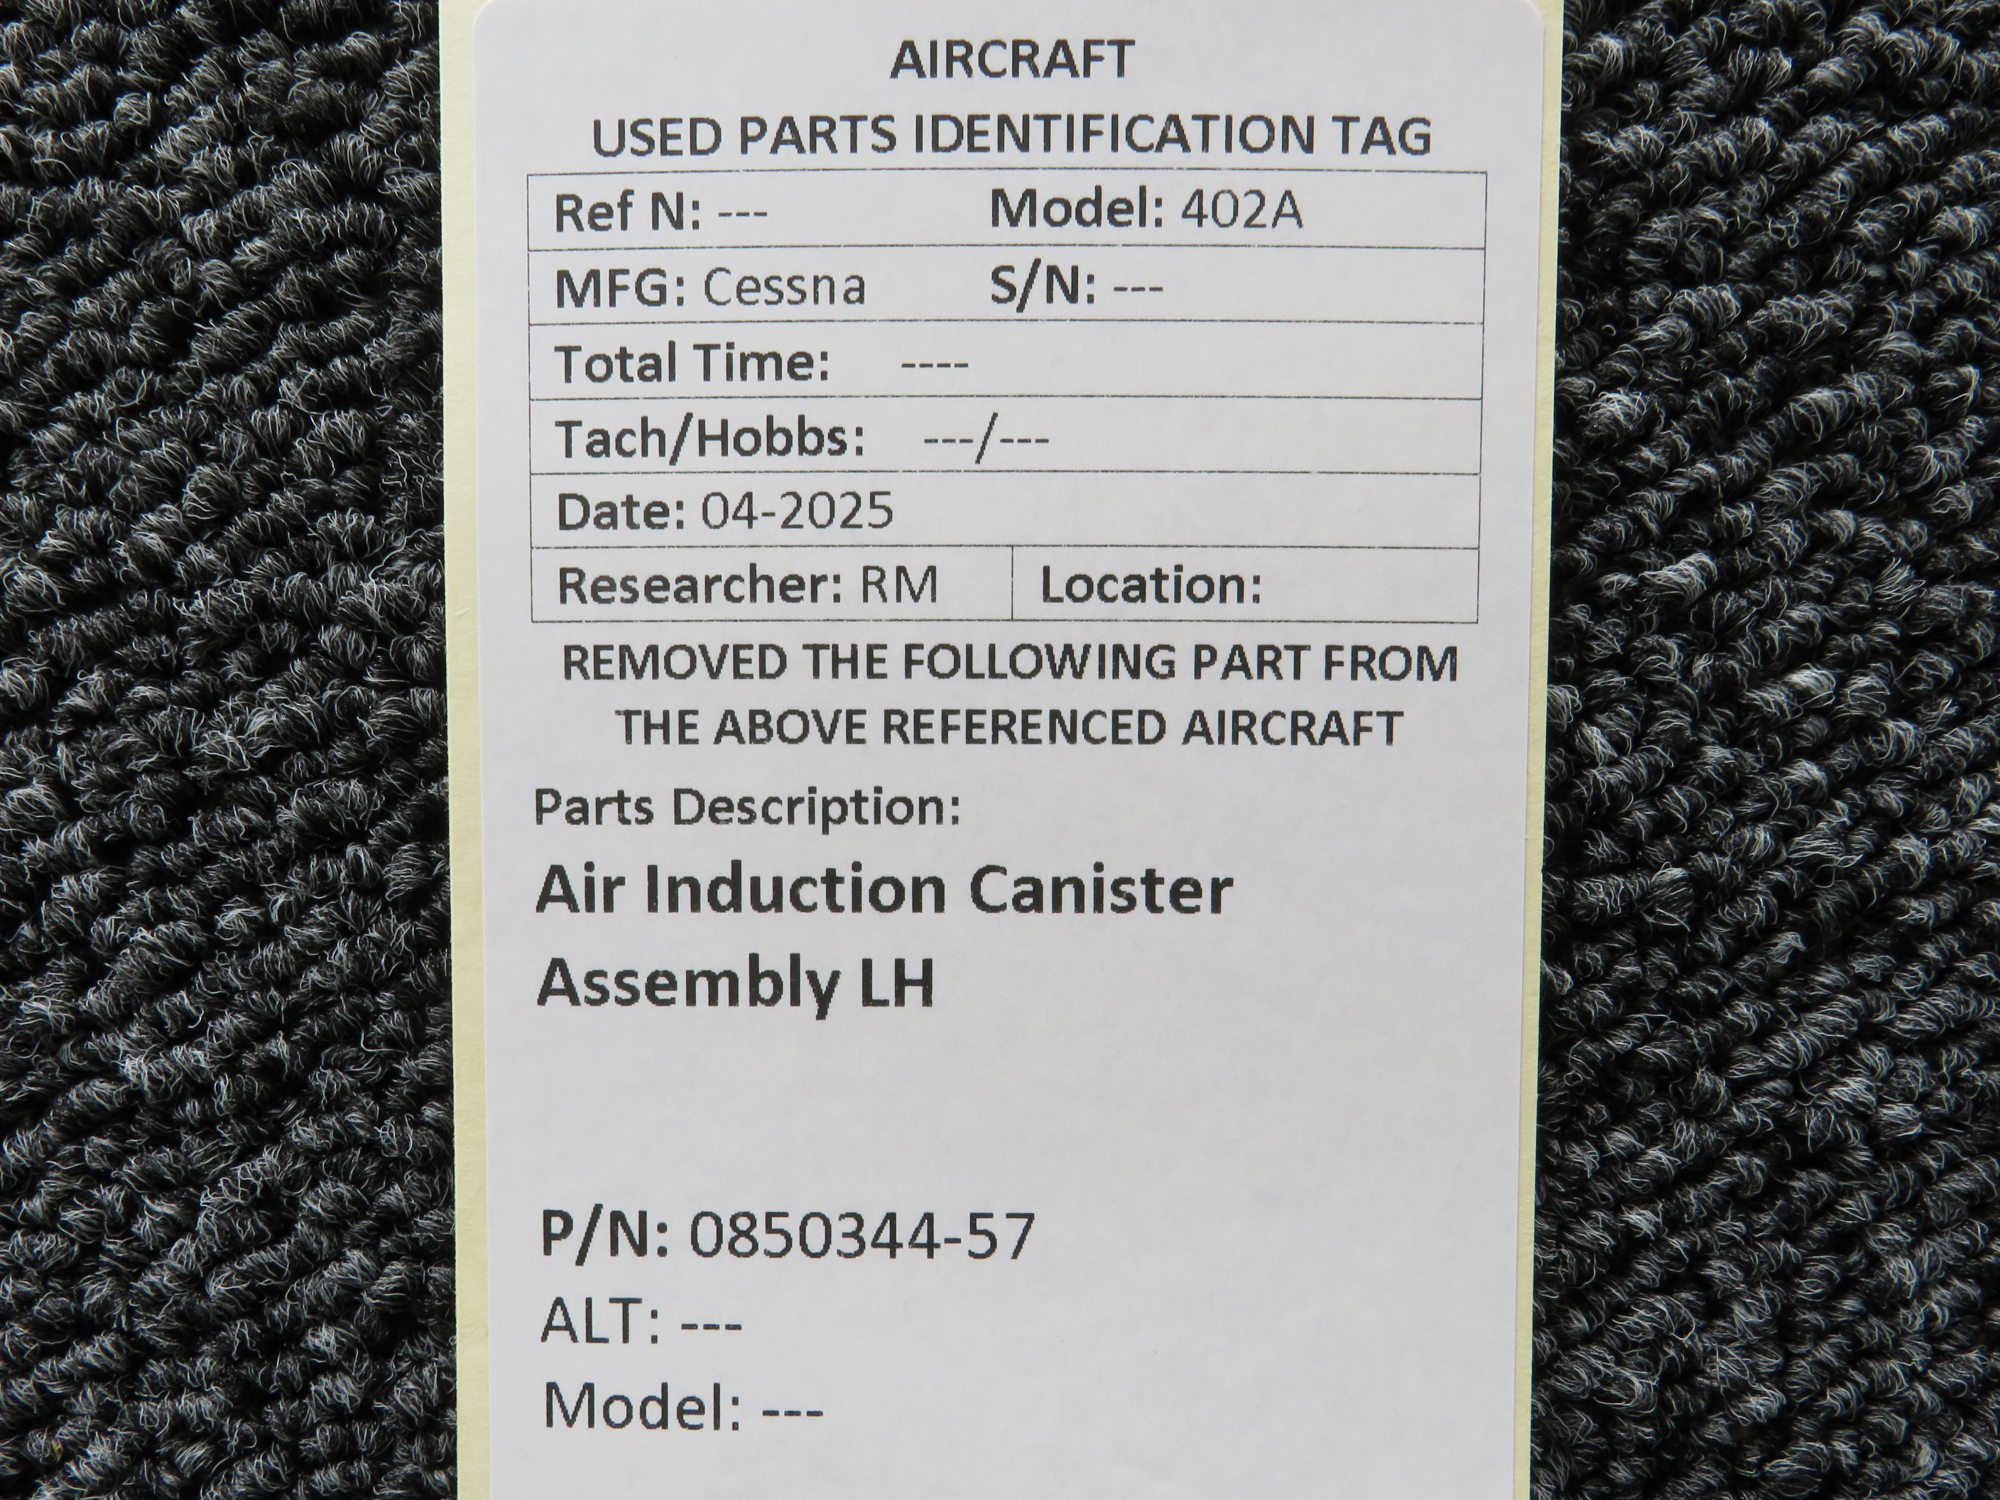 AIRCRAFT
USED PARTS IDENTIFICATION TAG
Ref N: --- Model: 402A
MFG: Cessna S/N: ---
Total Time: ----
Tach/Hobbs: ---/---
Date: 04-2025
Researcher: RM Location:
REMOVED THE FOLLOWING PART FROM
THE ABOVE REFERENCED AIRCRAFT
Parts Description:
Air Induction Canister
Assembly LH
P/N: 0850344-57
ALT: ---
Model: ---